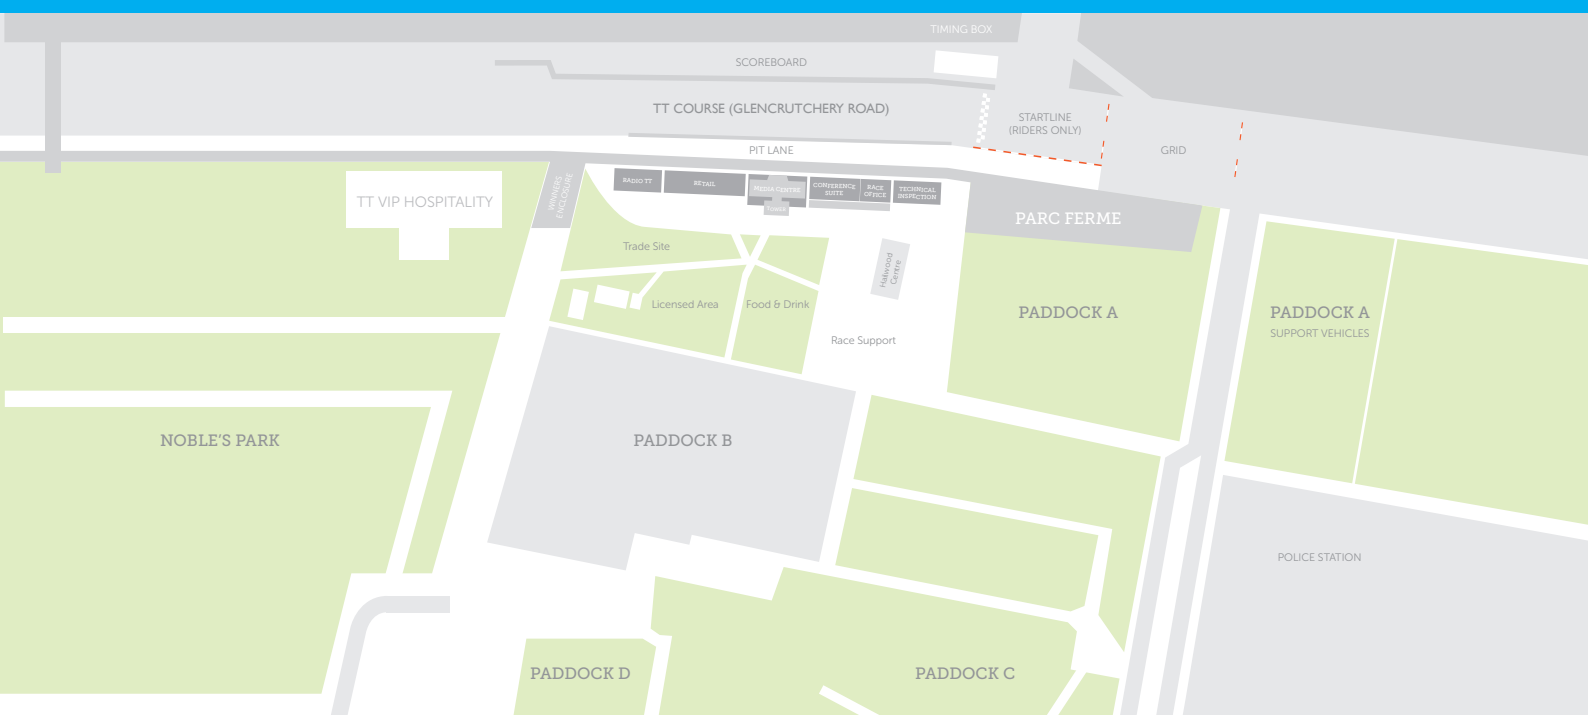 TIMING BOX
SCOREBOARD
TT COURSE (GLENCRUTCHERY ROAD)
STARTLINE
(RIDERS ONLY)
GRID
PIT LANE
WINNERS
ENCLOSURE
RADIO TT
RETAIL
MEDIA CENTRE
TOWER
CONFERENCE
SUITE
RACE
OFFICE
TECHNICAL
INSPECTION
TT VIP HOSPITALITY
PARC FERME
Trade Site
Hailwood
Centre
Licensed Area
Food & Drink
PADDOCK A
PADDOCK A
SUPPORT VEHICLES
Race Support
NOBLE'S PARK
PADDOCK B
POLICE STATION
PADDOCK D
PADDOCK C